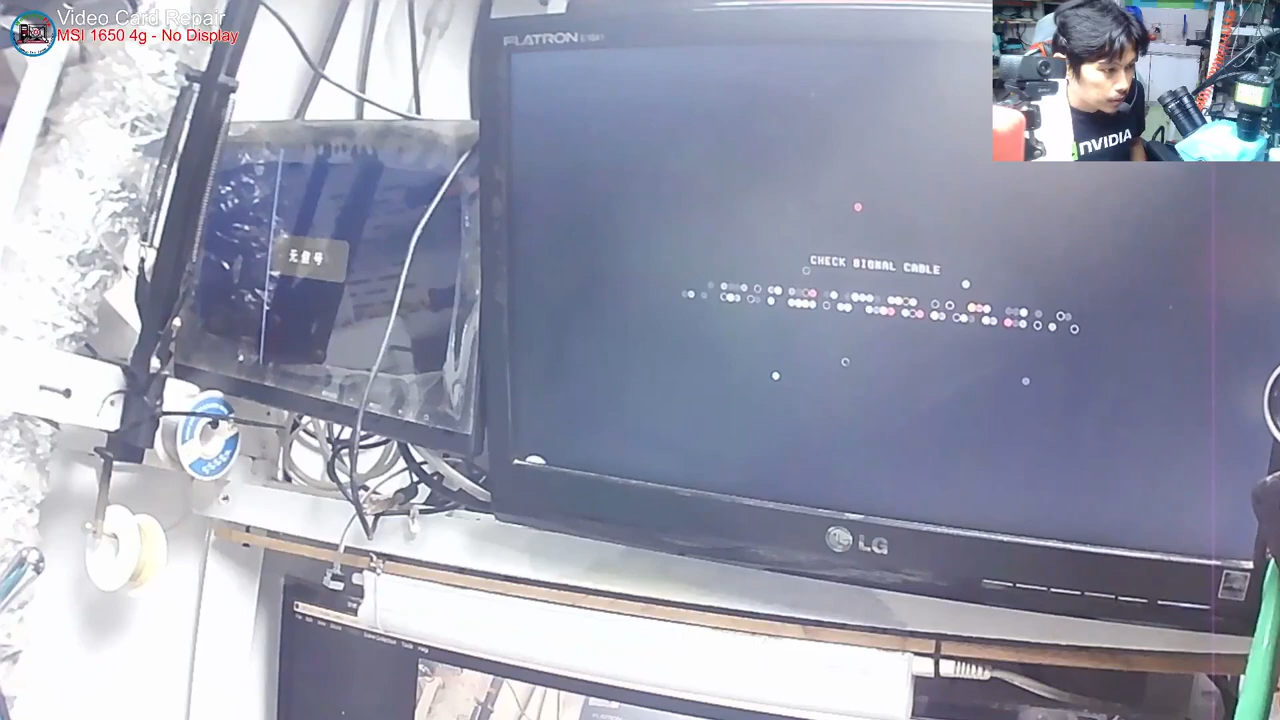 Video Card Repair
MSI 1650 4g - No Display
FLATRON
NVIDIA
无信号
CHECK SIGNAL CABLE
LG